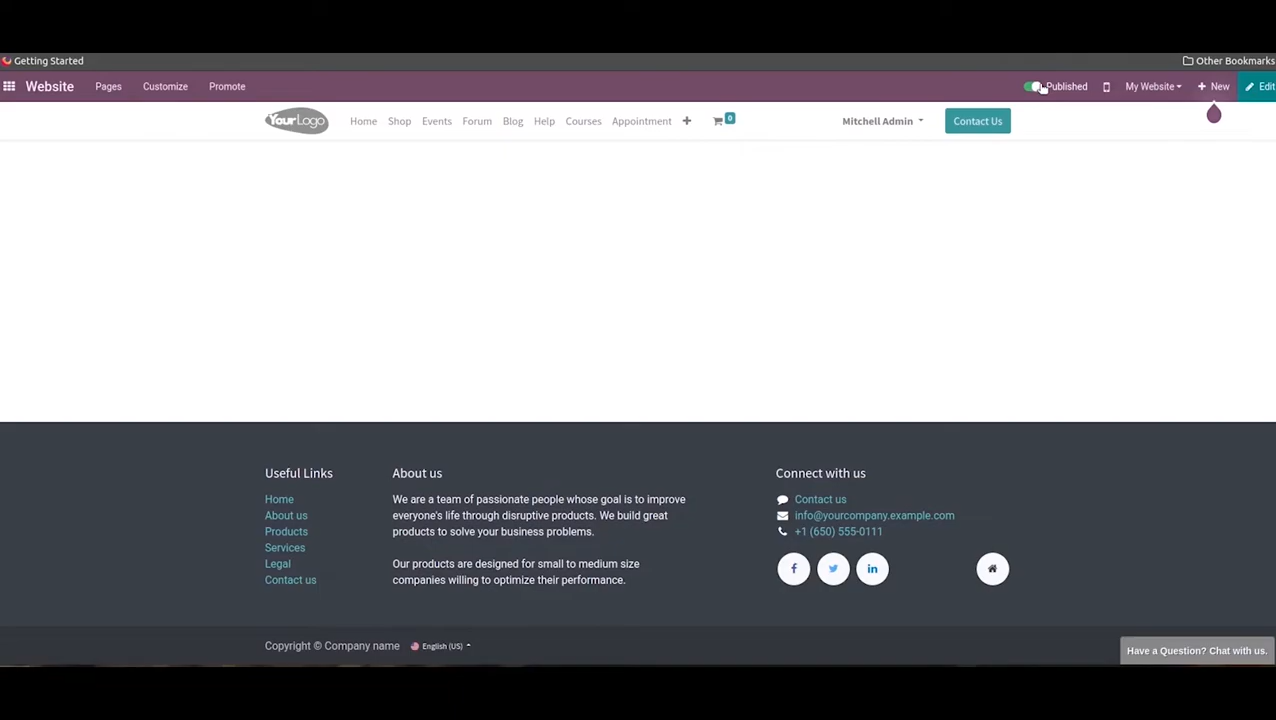 Getting Started
Other Bookmarks
Website Pages Customize Promote Published My Website + New Edit
YourLogo Home Shop Events Forum Blog Help Courses Appointment + 0 Mitchell Admin Contact Us
Useful Links
Home
About us
Products
Services
Legal
Contact us
About us
We are a team of passionate people whose goal is to improve
everyone's life through disruptive products. We build great
products to solve your business problems.
Our products are designed for small to medium size
companies willing to optimize their performance.
Connect with us
Contact us
info@yourcompany.example.com
+1 (650) 555-0111
Copyright © Company name English (US)
Have a Question? Chat with us.